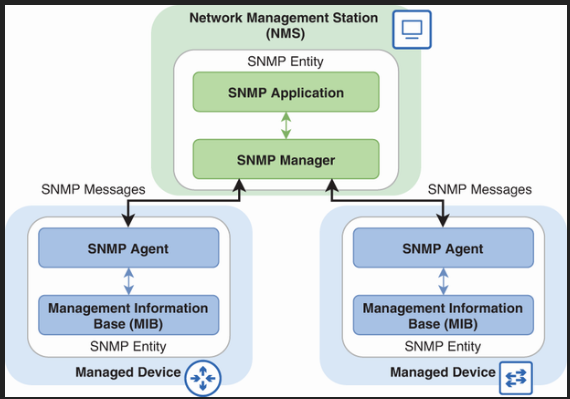 Network Management Station
(NMS)
SNMP Entity
SNMP Application
SNMP Manager
SNMP Messages
SNMP Messages
SNMP Agent
Management Information
Base (MIB)
SNMP Entity
Managed Device
SNMP Agent
Management Information
Base (MIB)
SNMP Entity
Managed Device